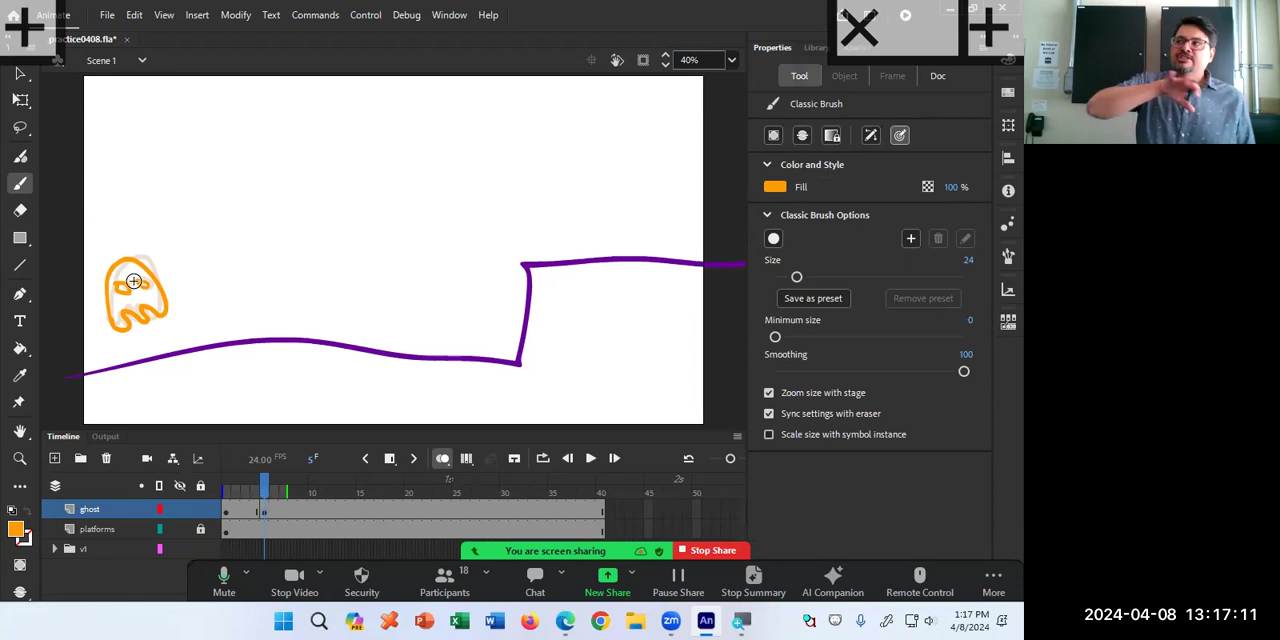 Animate File Edit View Insert Modify Text Commands Control Debug Window Help
practice0408.fla* ×
Scene 1 40%
Properties Library
Tool Object Frame Doc
Classic Brush
Color and Style
Fill 100 %
Classic Brush Options
Size 24
Save as preset Remove preset
Minimum size 0
Smoothing 100
Zoom size with stage
Sync settings with eraser
Scale size with symbol instance
Timeline Output
24.00 FPS 5 F
1s 2s
10 15 20 25 30 35 40 45 50
ghost
platforms
v1
You are screen sharing Stop Share
18
Mute Stop Video Security Participants Chat New Share Pause Share Stop Summary AI Companion Remote Control More
1:17 PM
4/8/2024
2024-04-08 13:17:11